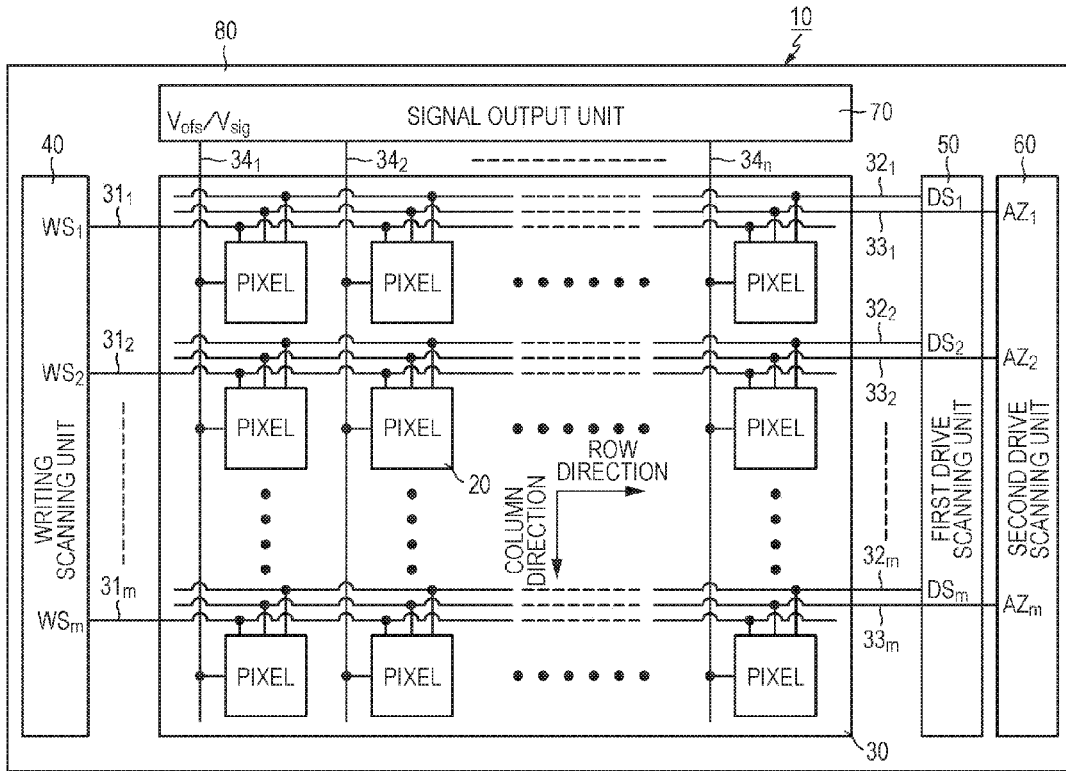 10
80
SIGNAL OUTPUT UNIT
70
Vofs/Vsig
40
34₁
34₂
34ₙ
50
60
31₁
32₁
DS₁
WS₁
AZ₁
33₁
PIXEL
PIXEL
PIXEL
31₂
32₂
DS₂
WS₂
AZ₂
33₂
PIXEL
PIXEL
PIXEL
20
ROW
DIRECTION
COLUMN
DIRECTION
WRITING
SCANNING UNIT
FIRST DRIVE
SCANNING UNIT
SECOND DRIVE
SCANNING UNIT
31ₘ
32ₘ
DSₘ
WSₘ
AZₘ
33ₘ
PIXEL
PIXEL
PIXEL
30